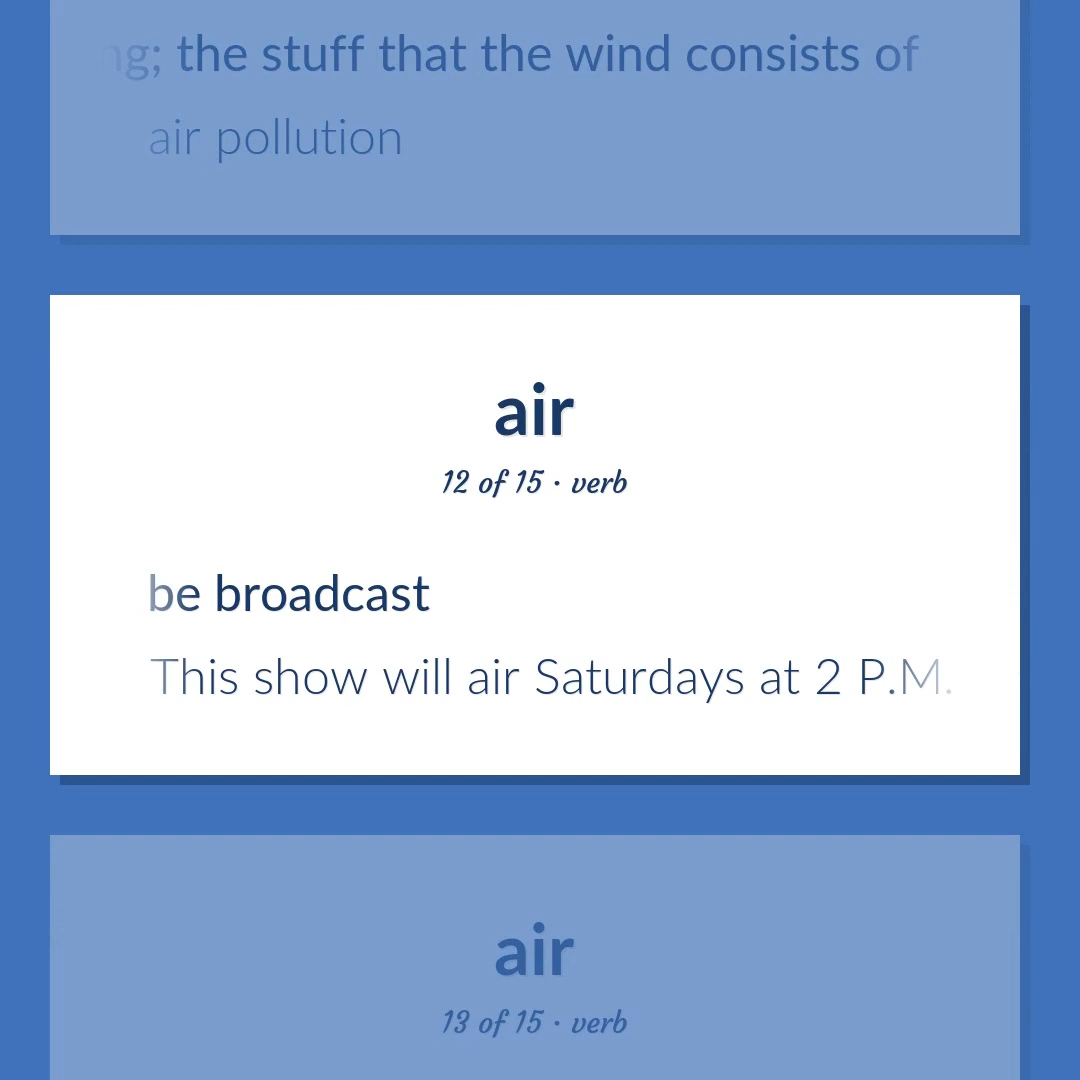 the stuff that the wind consists of
air pollution
air
12 of 15 · verb
be broadcast
This show will air Saturdays at 2 P.M.
air
13 of 15 · verb